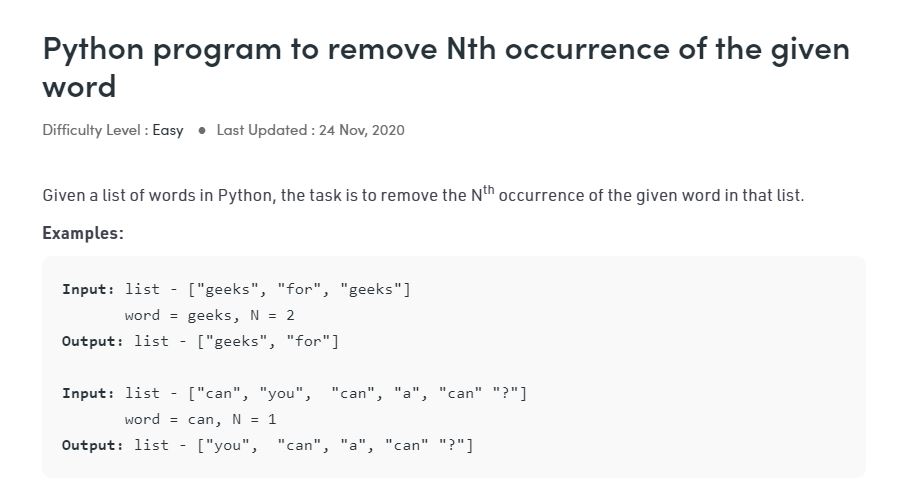 Python program to remove Nth occurrence of the given
word
Difficulty Level : Easy ● Last Updated : 24 Nov, 2020
Given a list of words in Python, the task is to remove the Nth occurrence of the given word in that list.
Examples:
Input: list - ["geeks", "for", "geeks"]
word = geeks, N = 2
Output: list - ["geeks", "for"]
Input: list - ["can", "you",  "can", "a", "can" "?"]
word = can, N = 1
Output: list - ["you",  "can", "a", "can" "?"]